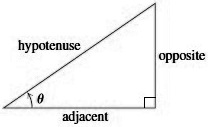 hypotenuse
opposite
θ
adjacent